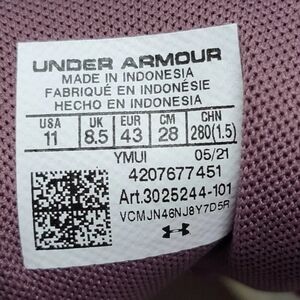 UNDER ARMOUR
MADE IN INDONESIA
FABRIQUÉ EN INDONÉSIE
HECHO EN INDONESIA
USA UK EUR CM CHN
11 8.5 43 28 280(1.5)
YMUI 05/21
4207677451
Art.3025244-101
VCMJN46NJ8Y7D5R